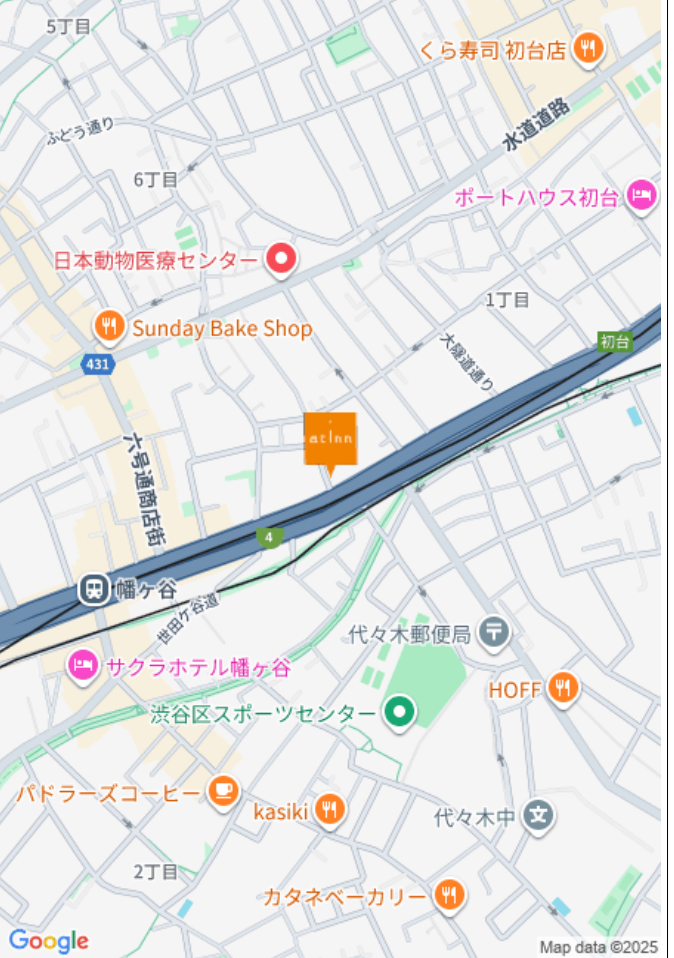 5丁目
くら寿司 初台店
水道道路
ふどう通り
6丁目
ポートハウス初台
日本動物医療センター
1丁目
Sunday Bake Shop
初台
大隧道通り
431
atinn
六号通商店街
4
幡ヶ谷
世田ケ谷道
代々木郵便局
サクラホテル幡ヶ谷
HOFF
渋谷区スポーツセンター
パドラーズコーヒー
kasiki
代々木中
2丁目
カタネベーカリー
Google
Map data ©2025